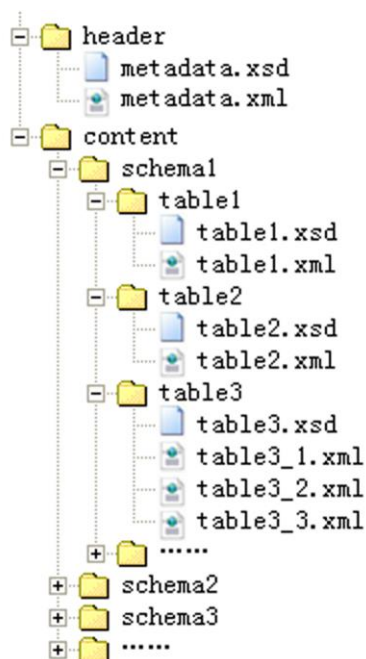 header
metadata.xsd
metadata.xml
content
schema1
table1
table1.xsd
table1.xml
table2
table2.xsd
table2.xml
table3
table3.xsd
table3_1.xml
table3_2.xml
table3_3.xml
……
schema2
schema3
……